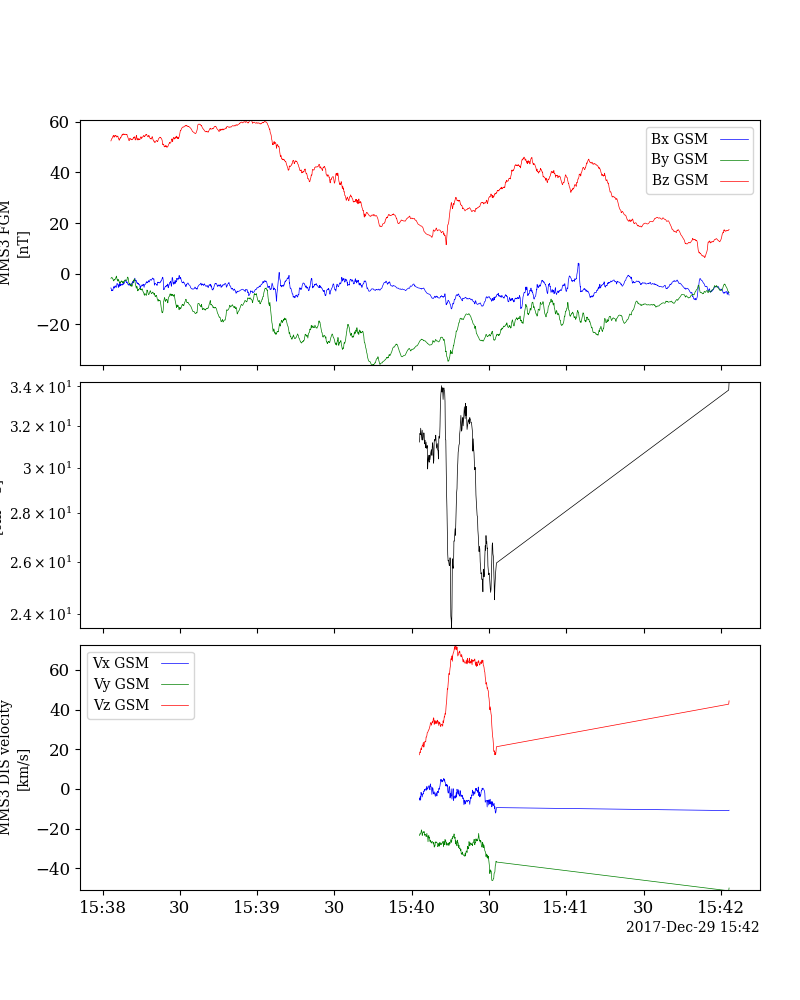 60
40
20
0
−20
MMS3 FGM
[nT]
Bx GSM
By GSM
Bz GSM
3.4 × 10¹
3.2 × 10¹
3 × 10¹
2.8 × 10¹
2.6 × 10¹
2.4 × 10¹
60
40
20
0
−20
−40
MMS3 DIS velocity
[km/s]
Vx GSM
Vy GSM
Vz GSM
15:38 30 15:39 30 15:40 30 15:41 30 15:42
2017-Dec-29 15:42